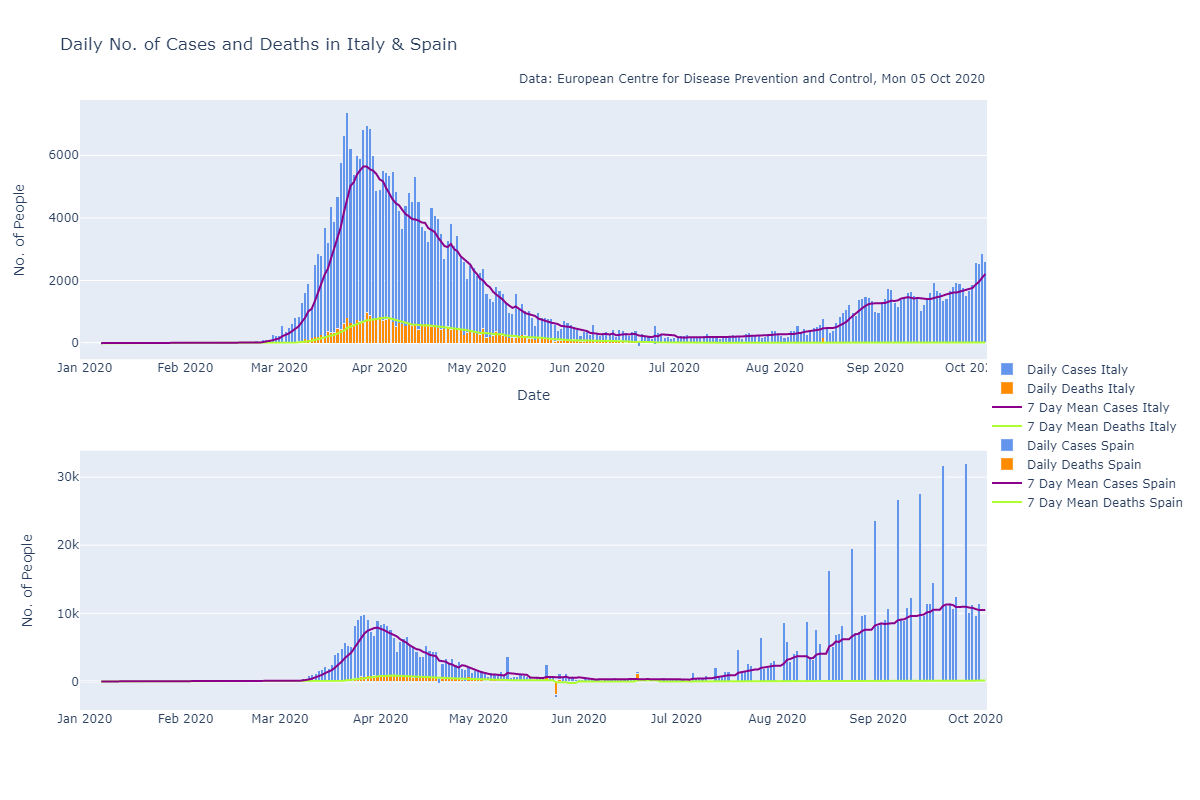 Daily No. of Cases and Deaths in Italy & Spain
Data: European Centre for Disease Prevention and Control, Mon 05 Oct 2020
No. of People
6000
4000
2000
0
Jan 2020 Feb 2020 Mar 2020 Apr 2020 May 2020 Jun 2020 Jul 2020 Aug 2020 Sep 2020 Oct 202
Date
Daily Cases Italy
Daily Deaths Italy
7 Day Mean Cases Italy
7 Day Mean Deaths Italy
Daily Cases Spain
Daily Deaths Spain
7 Day Mean Cases Spain
7 Day Mean Deaths Spain
No. of People
30k
20k
10k
0
Jan 2020 Feb 2020 Mar 2020 Apr 2020 May 2020 Jun 2020 Jul 2020 Aug 2020 Sep 2020 Oct 2020